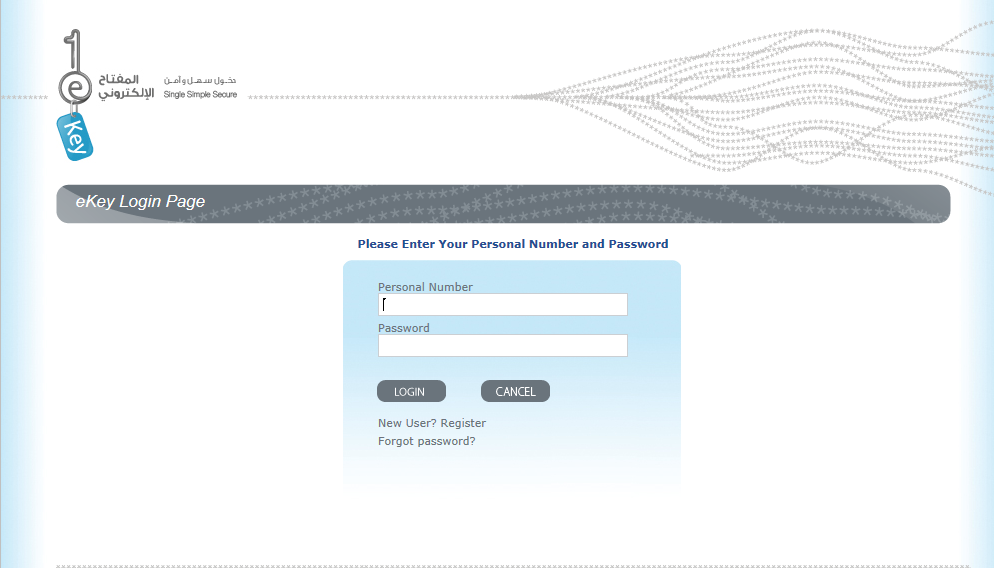 1
e
Key
المفتاح
الإلكتروني
دخـول سـهـل وآمـن
Single Simple Secure
eKey Login Page
Please Enter Your Personal Number and Password
Personal Number
Password
LOGIN
CANCEL
New User? Register
Forgot password?